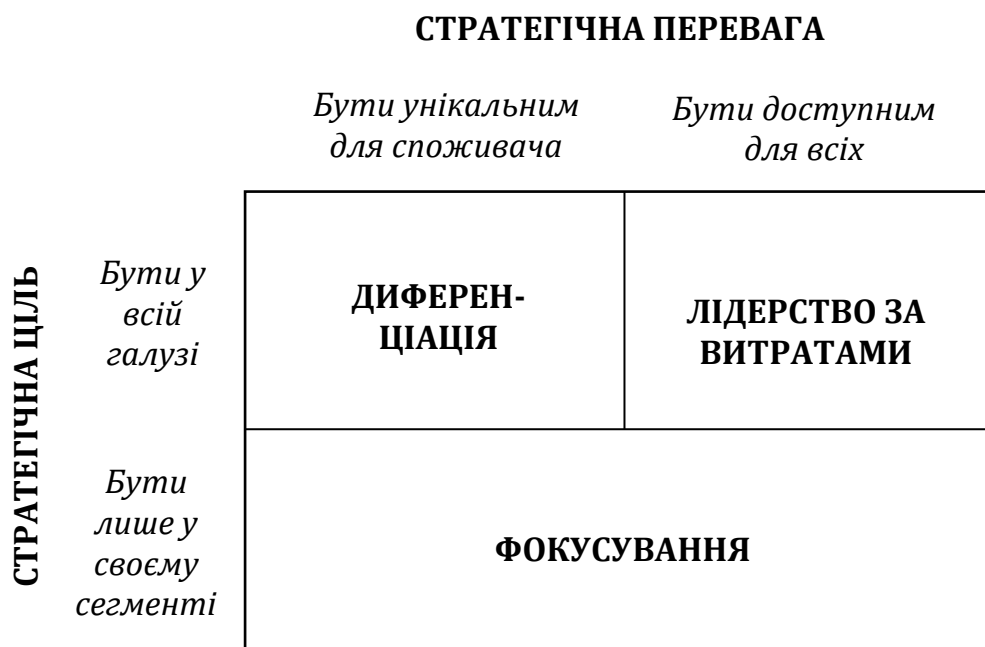 СТРАТЕГІЧНА ПЕРЕВАГА
Бути унікальним
для споживача
Бути доступним
для всіх
СТРАТЕГІЧНА ЦІЛЬ
Бути у
всій
галузі
ДИФЕРЕН-
ЦІАЦІЯ
ЛІДЕРСТВО ЗА
ВИТРАТАМИ
Бути
лише у
своєму
сегменті
ФОКУСУВАННЯ